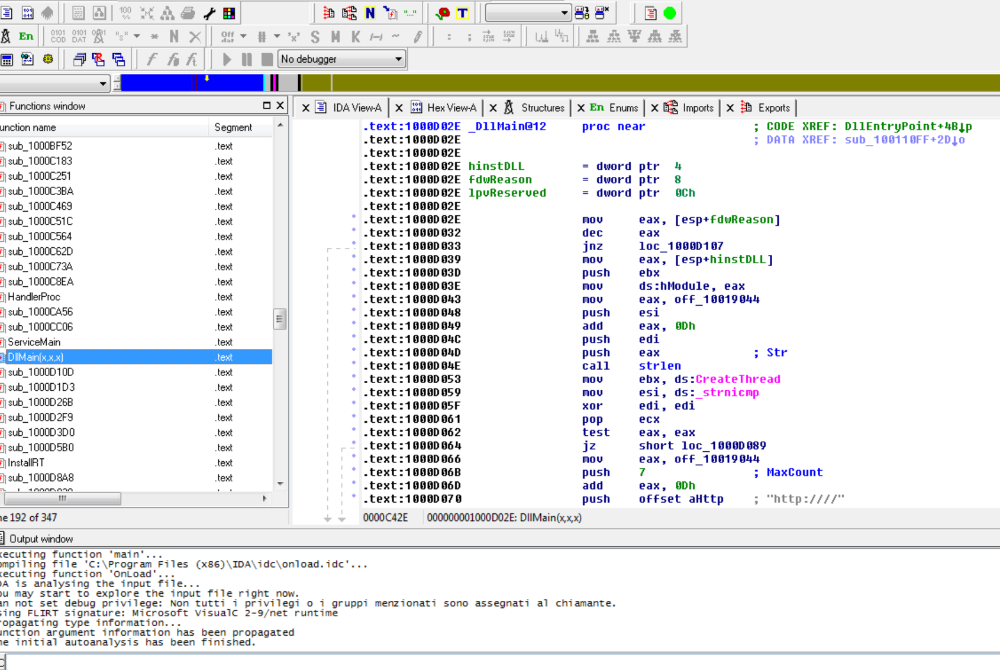 En
No debugger
Functions window
IDA View-A
Hex View-A
Structures
En Enums
Imports
Exports
unction name Segment
sub_1000BF52 .text
sub_1000C183 .text
sub_1000C251 .text
sub_1000C3BA .text
sub_1000C469 .text
sub_1000C51C .text
sub_1000C564 .text
sub_1000C62D .text
sub_1000C73A .text
sub_1000C8EA .text
HandlerProc .text
sub_1000CA56 .text
sub_1000CC06 .text
ServiceMain .text
DllMain(x,x,x) .text
sub_1000D10D .text
sub_1000D1D3 .text
sub_1000D26B .text
sub_1000D2F9 .text
sub_1000D3D0 .text
sub_1000D5B0 .text
InstallRT .text
sub_1000D8A8 .text
ne 192 of 347
.text:1000D02E _DllMain@12 proc near ; CODE XREF: DllEntryPoint+4B↓p
.text:1000D02E ; DATA XREF: sub_100110FF+2D↓o
.text:1000D02E
.text:1000D02E hinstDLL = dword ptr 4
.text:1000D02E fdwReason = dword ptr 8
.text:1000D02E lpvReserved = dword ptr 0Ch
.text:1000D02E
.text:1000D02E mov eax, [esp+fdwReason]
.text:1000D032 dec eax
.text:1000D033 jnz loc_1000D107
.text:1000D039 mov eax, [esp+hinstDLL]
.text:1000D03D push ebx
.text:1000D03E mov ds:hModule, eax
.text:1000D043 mov eax, off_10019044
.text:1000D048 push esi
.text:1000D049 add eax, 0Dh
.text:1000D04C push edi
.text:1000D04D push eax ; Str
.text:1000D04E call strlen
.text:1000D053 mov ebx, ds:CreateThread
.text:1000D059 mov esi, ds:_strnicmp
.text:1000D05F xor edi, edi
.text:1000D061 pop ecx
.text:1000D062 test eax, eax
.text:1000D064 jz short loc_1000D089
.text:1000D066 mov eax, off_10019044
.text:1000D06B push 7 ; MaxCount
.text:1000D06D add eax, 0Dh
.text:1000D070 push offset aHttp ; "http:////"
0000C42E 000000001000D02E: DllMain(x,x,x)
Output window
xecuting function 'main'...
ompiling file 'C:\Program Files (x86)\IDA\idc\onload.idc'...
xecuting function 'OnLoad'...
DA is analysing the input file...
ou may start to explore the input file right now.
an not set debug privilege: Non tutti i privilegi o i gruppi menzionati sono assegnati al chiamante.
sing FLIRT signature: Microsoft VisualC 2-9/net runtime
ropagating type information...
unction argument information has been propagated
he initial autoanalysis has been finished.